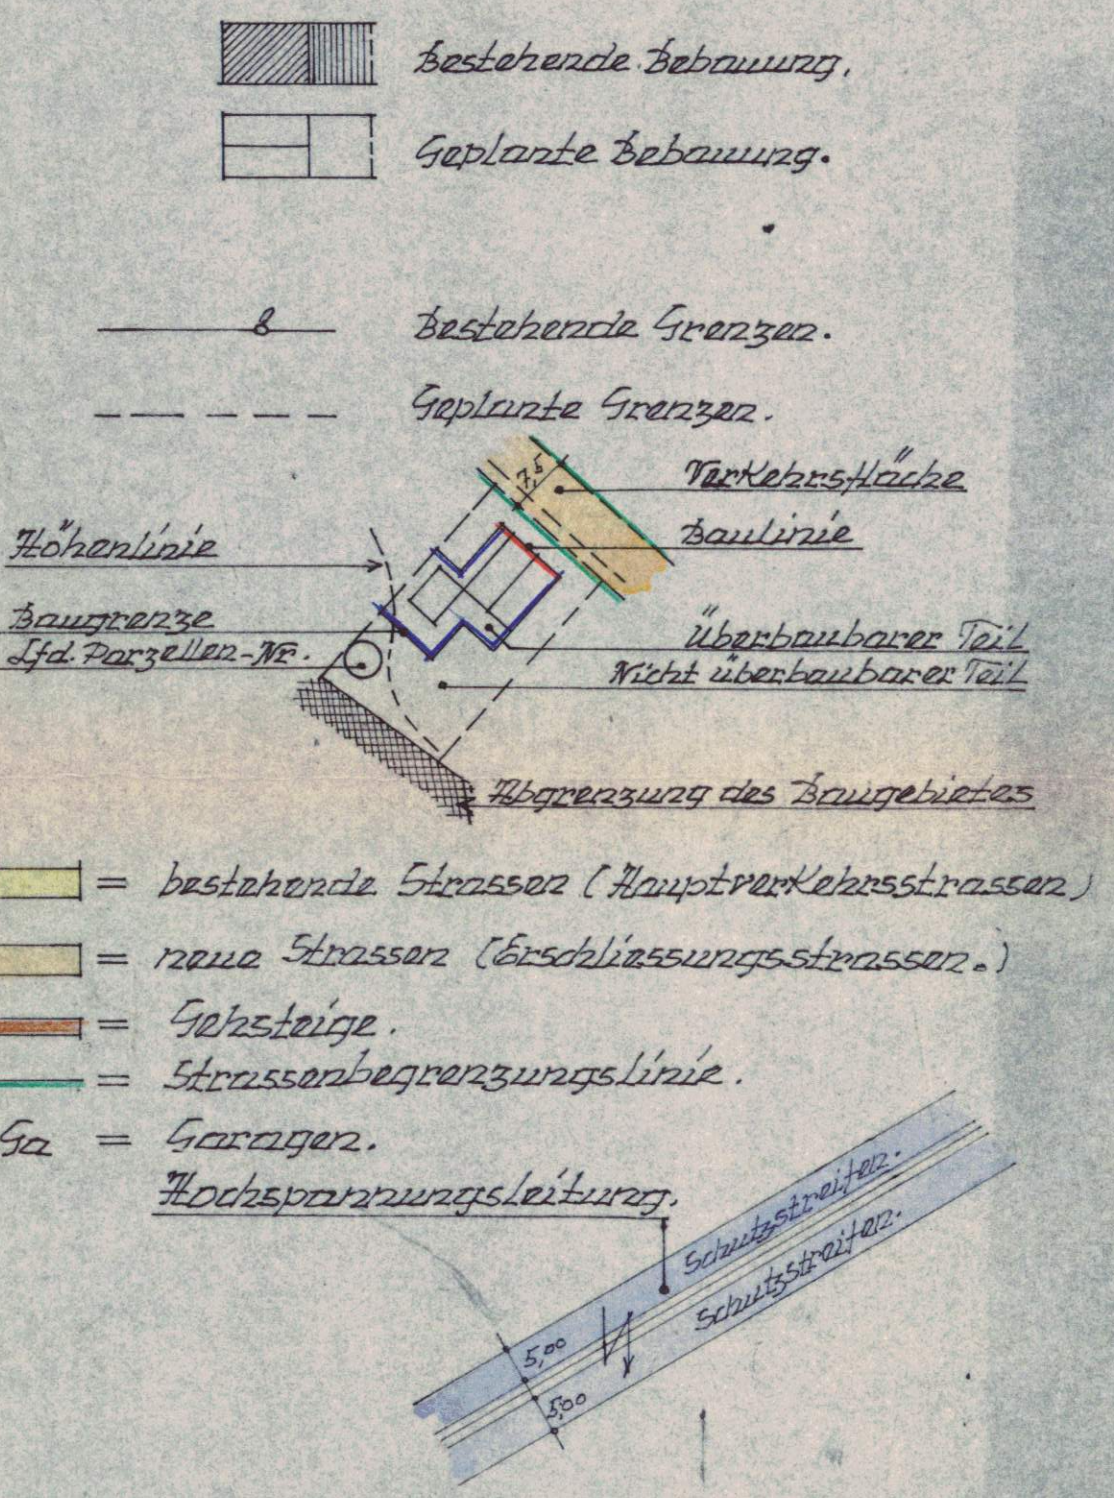 Bestehende Bebauung.
Geplante Bebauung.
Bestehende Grenzen.
Geplante Grenzen.
7,5
Verkehrsfläche
Höhenlinie
Baulinie
Baugrenze
Überbaubarer Teil
Lfd. Parzellen-Nr.
Nicht überbaubarer Teil
Abgrenzung des Baugebietes
= bestehende Strassen (Hauptverkehrsstrassen)
= neue Strassen (Erschliessungsstrassen.)
= Gehsteige.
= Strassenbegrenzungslinie.
Ga = Garagen.
Hochspannungsleitung.
Schutzstreifen.
Schutzstreifen.
5,00
5,00